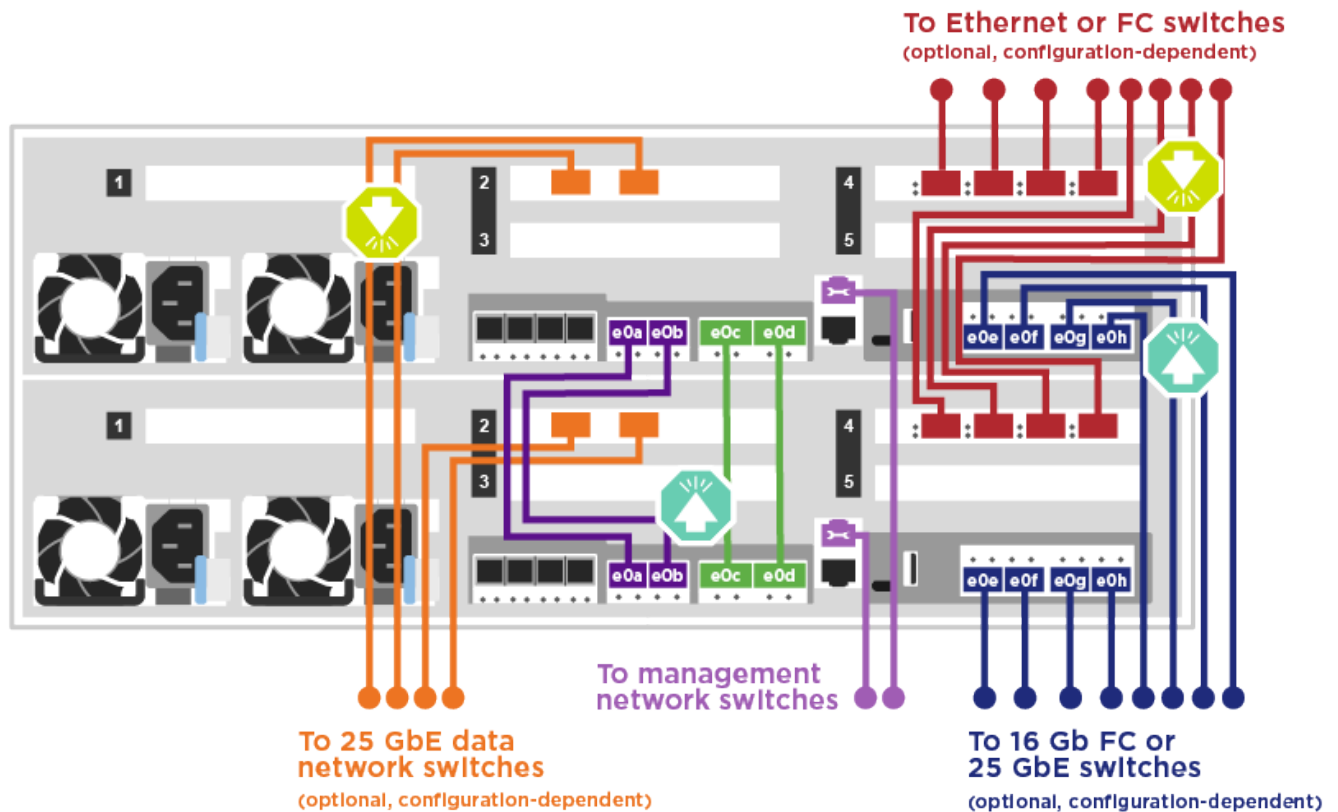 To Ethernet or FC switches
(optional, configuration-dependent)
1
2
4
3
5
e0a e0b e0c e0d
e0e e0f e0g e0h
1
2
4
3
5
e0a e0b e0c e0d
e0e e0f e0g e0h
To management
network switches
To 25 GbE data
network switches
(optional, configuration-dependent)
To 16 Gb FC or
25 GbE switches
(optional, configuration-dependent)